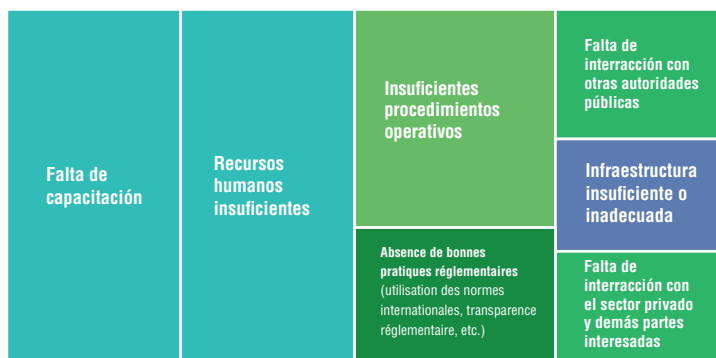 Falta de
capacitación
Recursos
humanos
insuficientes
Insuficientes
procedimientos
operativos
Absence de bonnes
pratiques réglementaires
(utilisation des normes
internationales, transparence
réglementaire, etc.)
Falta de
interracción con
otras autoridades
públicas
Infraestructura
insuficiente o
inadecuada
Falta de
interracción con
el sector privado
y demás partes
interesadas